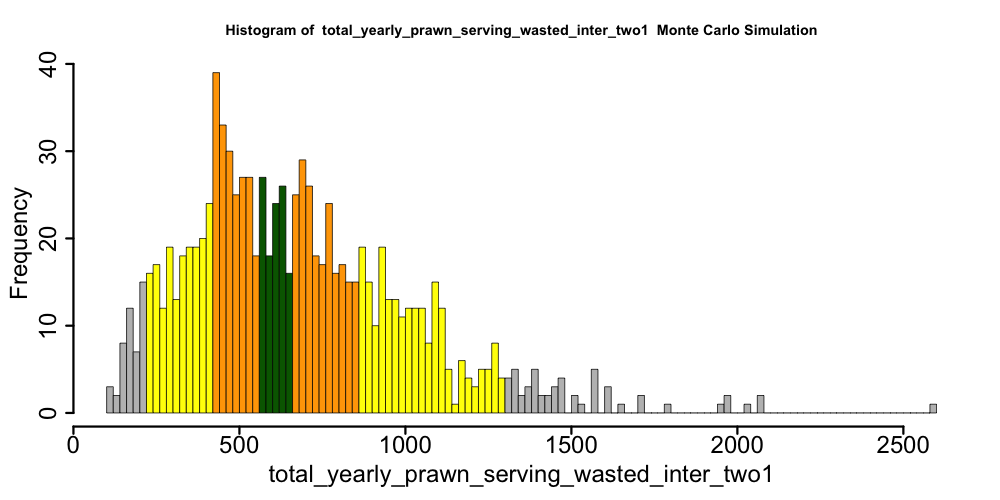 Histogram of  total_yearly_prawn_serving_wasted_inter_two1  Monte Carlo Simulation
Frequency
40
30
20
10
0
0 500 1000 1500 2000 2500
total_yearly_prawn_serving_wasted_inter_two1